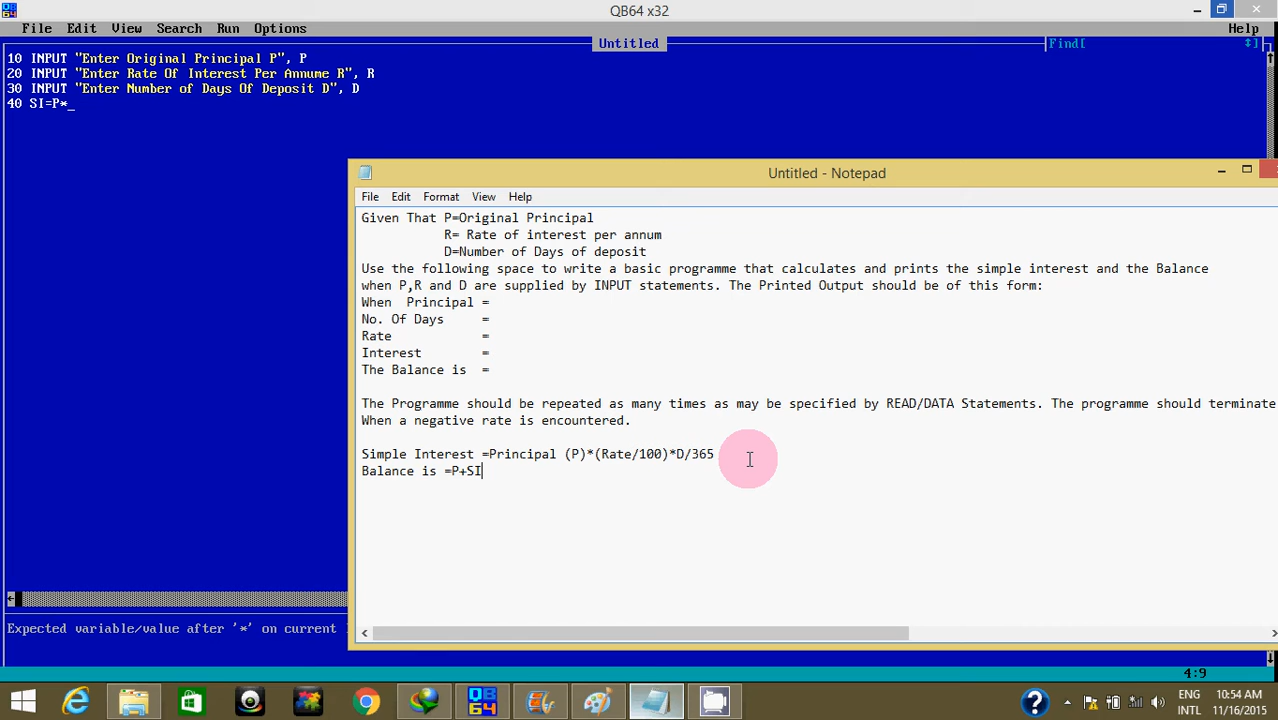 QB64 x32
File Edit View Search Run Options Help
Untitled
Find[
10 INPUT "Enter Original Principal P", P
20 INPUT "Enter Rate Of Interest Per Annume R", R
30 INPUT "Enter Number of Days Of Deposit D", D
40 SI=P*_
Untitled - Notepad
File Edit Format View Help
Given That P=Original Principal
R= Rate of interest per annum
D=Number of Days of deposit
Use the following space to write a basic programme that calculates and prints the simple interest and the Balance
when P,R and D are supplied by INPUT statements. The Printed Output should be of this form:
When Principal =
No. Of Days =
Rate =
Interest =
The Balance is =
The Programme should be repeated as many times as may be specified by READ/DATA Statements. The programme should terminate
When a negative rate is encountered.
Simple Interest =Principal (P)*(Rate/100)*D/365
Balance is =P+SI
Expected variable/value after '*' on current
4:9
QB 64
ENG
INTL
10:54 AM
11/16/2015